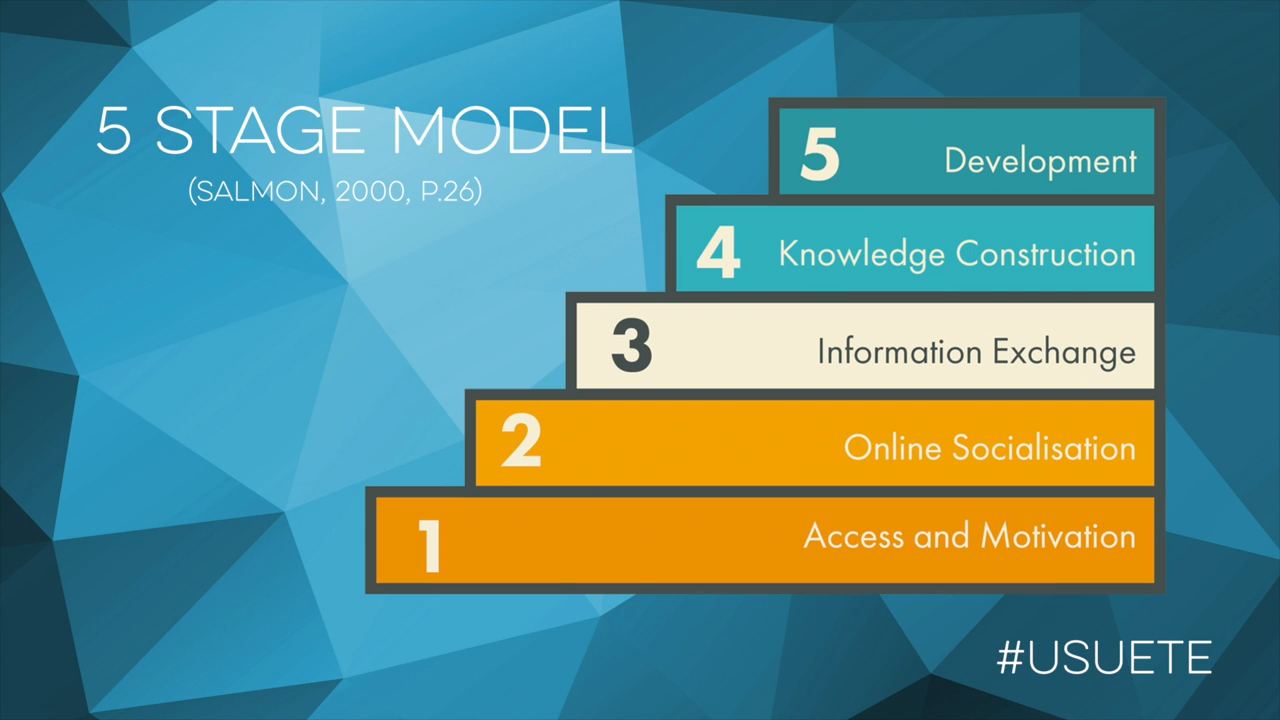 5 STAGE MODEL
(SALMON, 2000, P.26)
5 Development
4 Knowledge Construction
3 Information Exchange
2 Online Socialisation
1 Access and Motivation
#USUETE